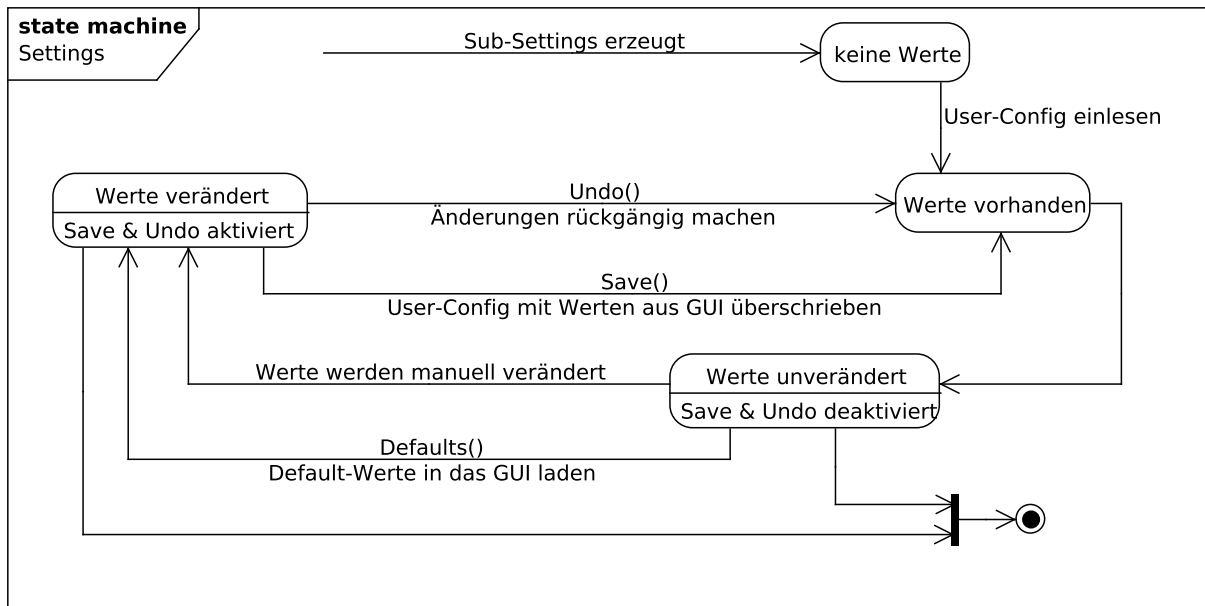 state machine
Settings
Sub-Settings erzeugt
keine Werte
User-Config einlesen
Werte verändert
Save & Undo aktiviert
Undo()
Änderungen rückgängig machen
Werte vorhanden
Save()
User-Config mit Werten aus GUI überschrieben
Werte werden manuell verändert
Werte unverändert
Save & Undo deaktiviert
Defaults()
Default-Werte in das GUI laden